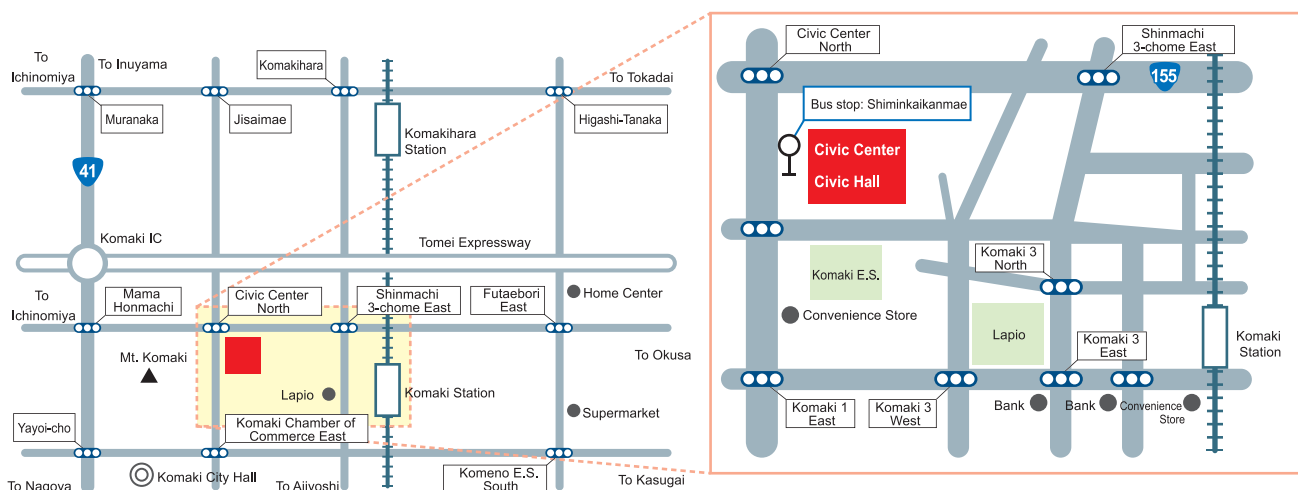 To
Ichinomiya
To Inuyama
Komakihara
To Tokadai
Muranaka
Jisaimae
Komakihara
Station
Higashi-Tanaka
41
Komaki IC
Tomei Expressway
To
Ichinomiya
Mama
Honmachi
Civic Center
North
Shinmachi
3-chome East
Futaebori
East
Home Center
Mt. Komaki
To Okusa
Lapio
Komaki Station
Supermarket
Yayoi-cho
Komaki Chamber of
Commerce East
Komaki City Hall
Komeno E.S.
South
To Kasugai
To Nagoya
To Ajiyoshi
Civic Center
North
Shinmachi
3-chome East
155
Bus stop: Shiminkaikanmae
Civic Center
Civic Hall
Komaki E.S.
Komaki 3
North
Convenience Store
Lapio
Komaki 3
East
Komaki
Station
Komaki 1
East
Komaki 3
West
Bank
Bank
Convenience
Store